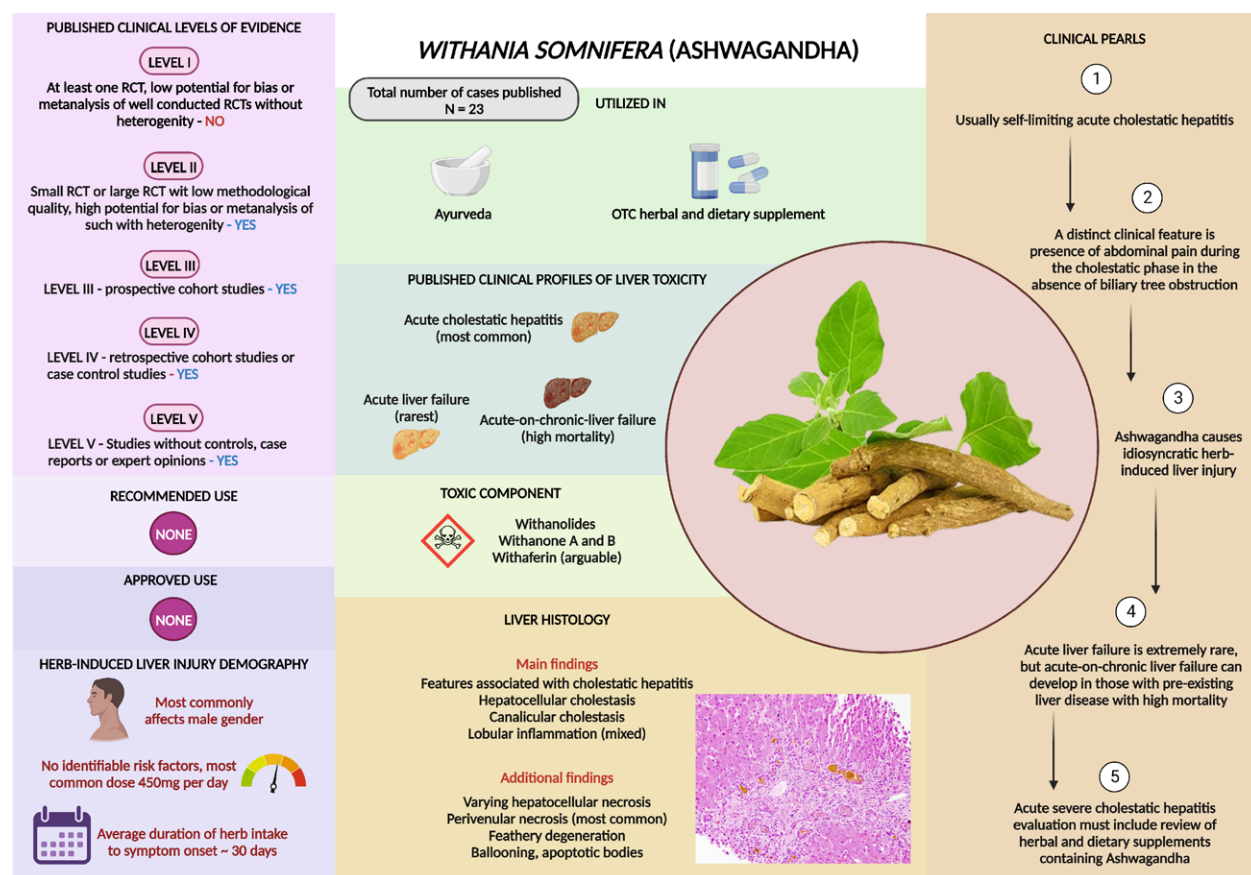 PUBLISHED CLINICAL LEVELS OF EVIDENCE
LEVEL I
At least one RCT, low potential for bias or
metanalysis of well conducted RCTs without
heterogenity - NO
LEVEL II
Small RCT or large RCT wit low methodological
quality, high potential for bias or metanalysis of
such with heterogenity - YES
LEVEL III
LEVEL III - prospective cohort studies - YES
LEVEL IV
LEVEL IV - retrospective cohort studies or
case control studies - YES
LEVEL V
LEVEL V - Studies without controls, case
reports or expert opinions - YES
RECOMMENDED USE
NONE
APPROVED USE
NONE
HERB-INDUCED LIVER INJURY DEMOGRAPHY
Most commonly
affects male gender
No identifiable risk factors, most
common dose 450mg per day
Average duration of herb intake
to symptom onset ~ 30 days
WITHANIA SOMNIFERA (ASHWAGANDHA)
Total number of cases published
N = 23
UTILIZED IN
Ayurveda
OTC herbal and dietary supplement
PUBLISHED CLINICAL PROFILES OF LIVER TOXICITY
Acute cholestatic hepatitis
(most common)
Acute liver failure
(rarest)
Acute-on-chronic-liver failure
(high mortality)
TOXIC COMPONENT
Withanolides
Withanone A and B
Withaferin (arguable)
LIVER HISTOLOGY
Main findings
Features associated with cholestatic hepatitis
Hepatocellular cholestasis
Canalicular cholestasis
Lobular inflammation (mixed)
Additional findings
Varying hepatocellular necrosis
Perivenular necrosis (most common)
Feathery degeneration
Ballooning, apoptotic bodies
CLINICAL PEARLS
1
Usually self-limiting acute cholestatic hepatitis
2
A distinct clinical feature is
presence of abdominal pain during
the cholestatic phase in the
absence of biliary tree obstruction
3
Ashwagandha causes
idiosyncratic herb-
induced liver injury
4
Acute liver failure is extremely rare,
but acute-on-chronic liver failure can
develop in those with pre-existing
liver disease with high mortality
5
Acute severe cholestatic hepatitis
evaluation must include review of
herbal and dietary supplements
containing Ashwagandha